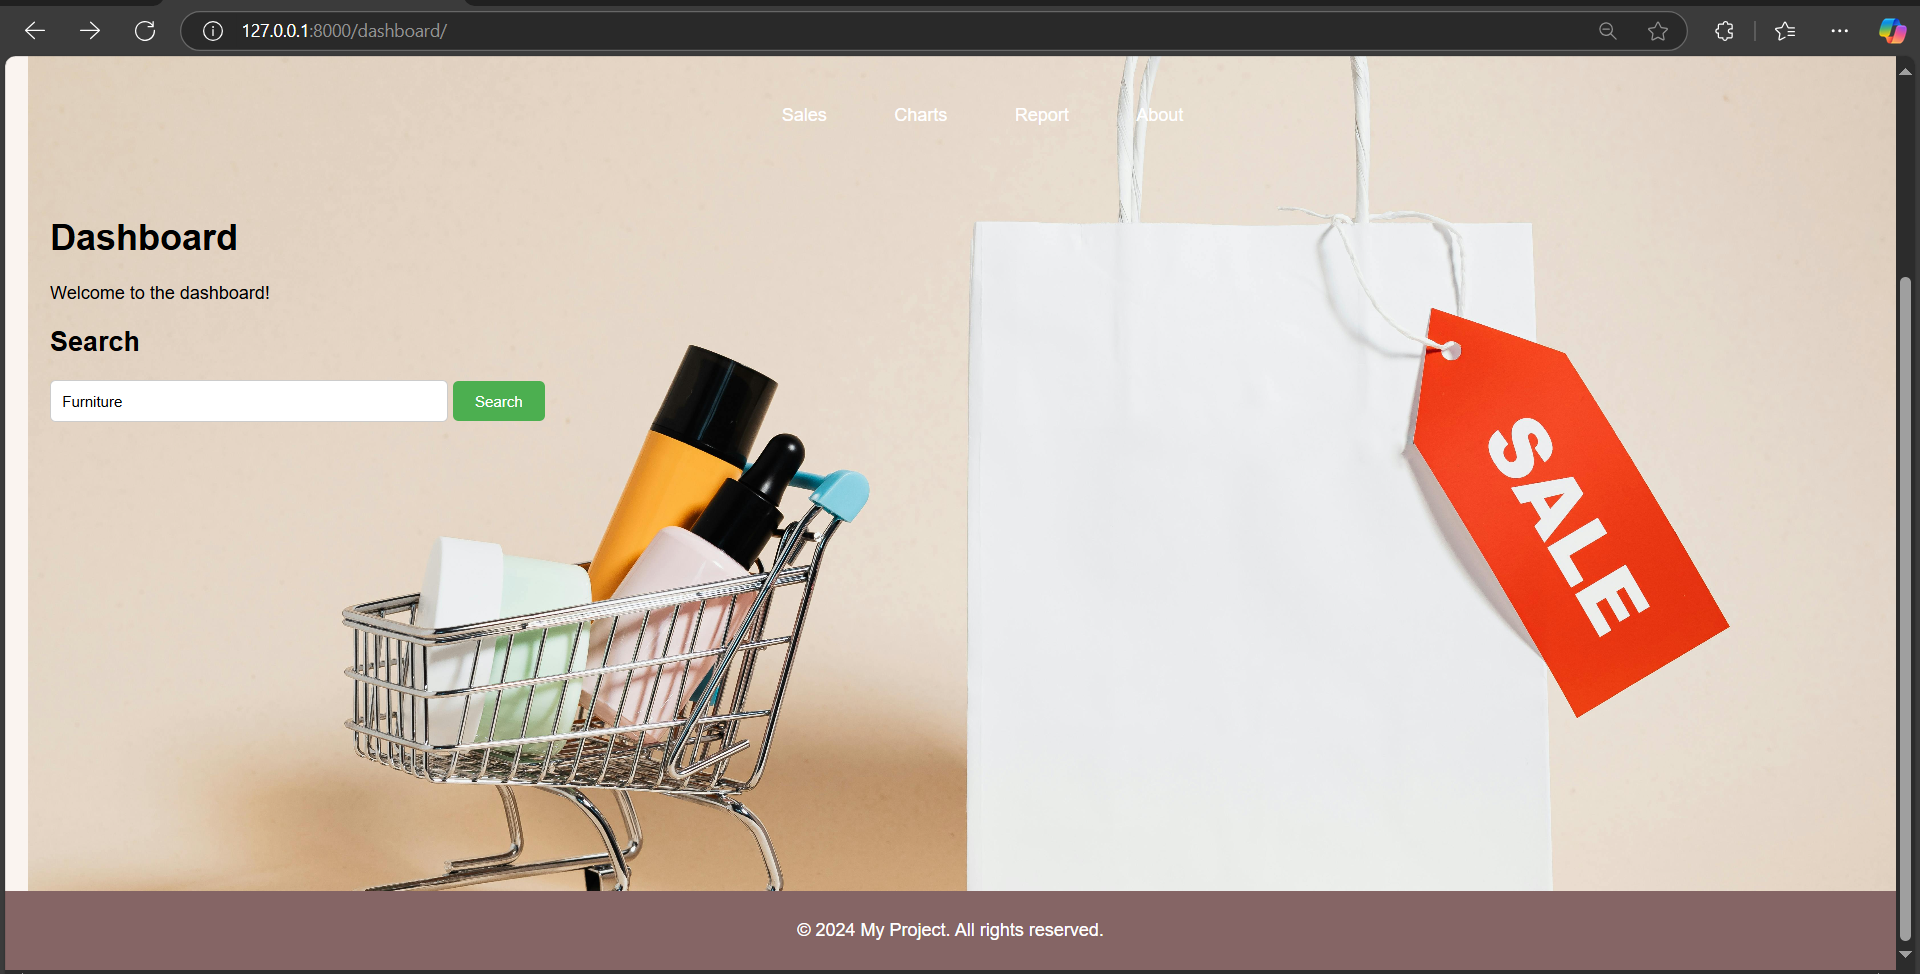 127.0.0.1:8000/dashboard/
Sales Charts Report About
Dashboard
Welcome to the dashboard!
Search
Furniture Search
SALE
© 2024 My Project. All rights reserved.